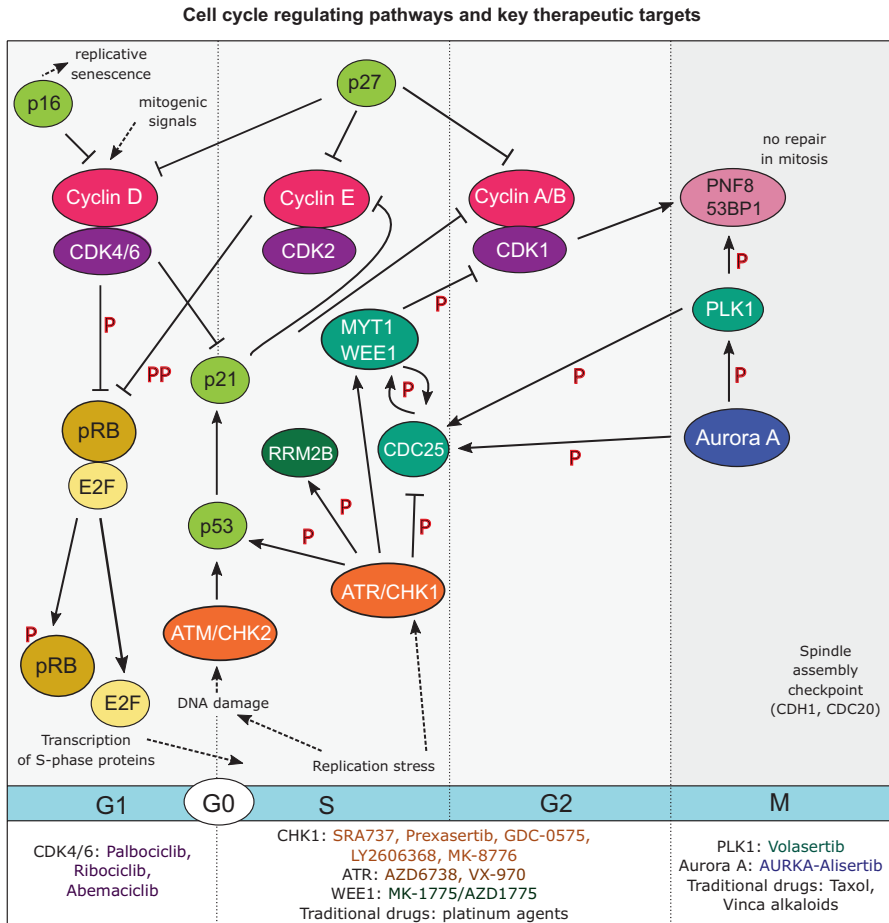 Cell cycle regulating pathways and key therapeutic targets
replicative
senescence
p16
mitogenic
signals
p27
no repair
in mitosis
Cyclin D
CDK4/6
Cyclin E
CDK2
Cyclin A/B
CDK1
PNF8
53BP1
P
P
PLK1
P
MYT1
WEE1
P
PP
p21
P
P
P
pRB
E2F
RRM2B
CDC25
Aurora A
P
P
P
P
p53
ATR/CHK1
ATM/CHK2
P
pRB
E2F
DNA damage
Transcription
of S-phase proteins
Replication stress
Spindle
assembly
checkpoint
(CDH1, CDC20)
G1
G0
S
G2
M
CDK4/6: Palbociclib,
Ribociclib,
Abemaciclib
CHK1: SRA737, Prexasertib, GDC-0575,
LY2606368, MK-8776
ATR: AZD6738, VX-970
WEE1: MK-1775/AZD1775
Traditional drugs: platinum agents
PLK1: Volasertib
Aurora A: AURKA-Alisertib
Traditional drugs: Taxol,
Vinca alkaloids